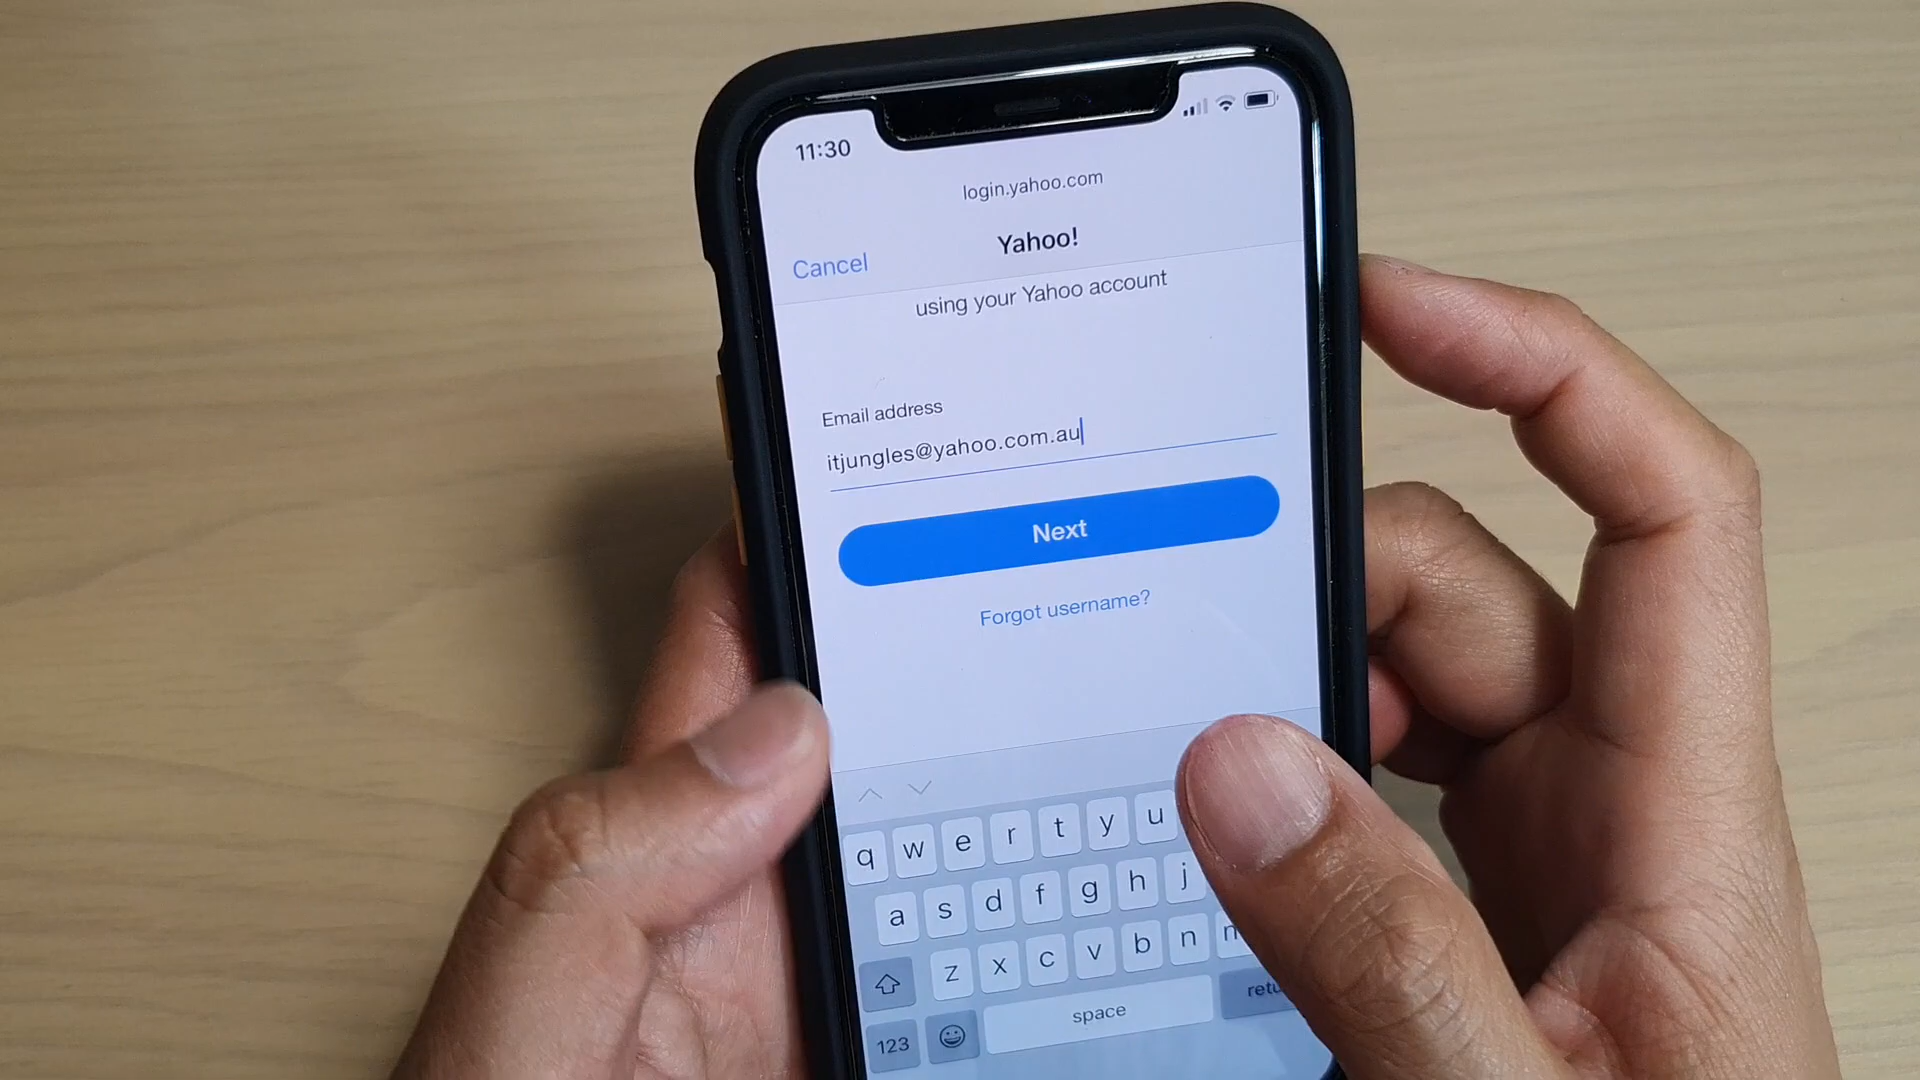 11:30
login.yahoo.com
Cancel
Yahoo!
using your Yahoo account
Email address
itjungles@yahoo.com.au
Next
Forgot username?
q w e r t y u
a s d f g h j
z x c v b n
123
space